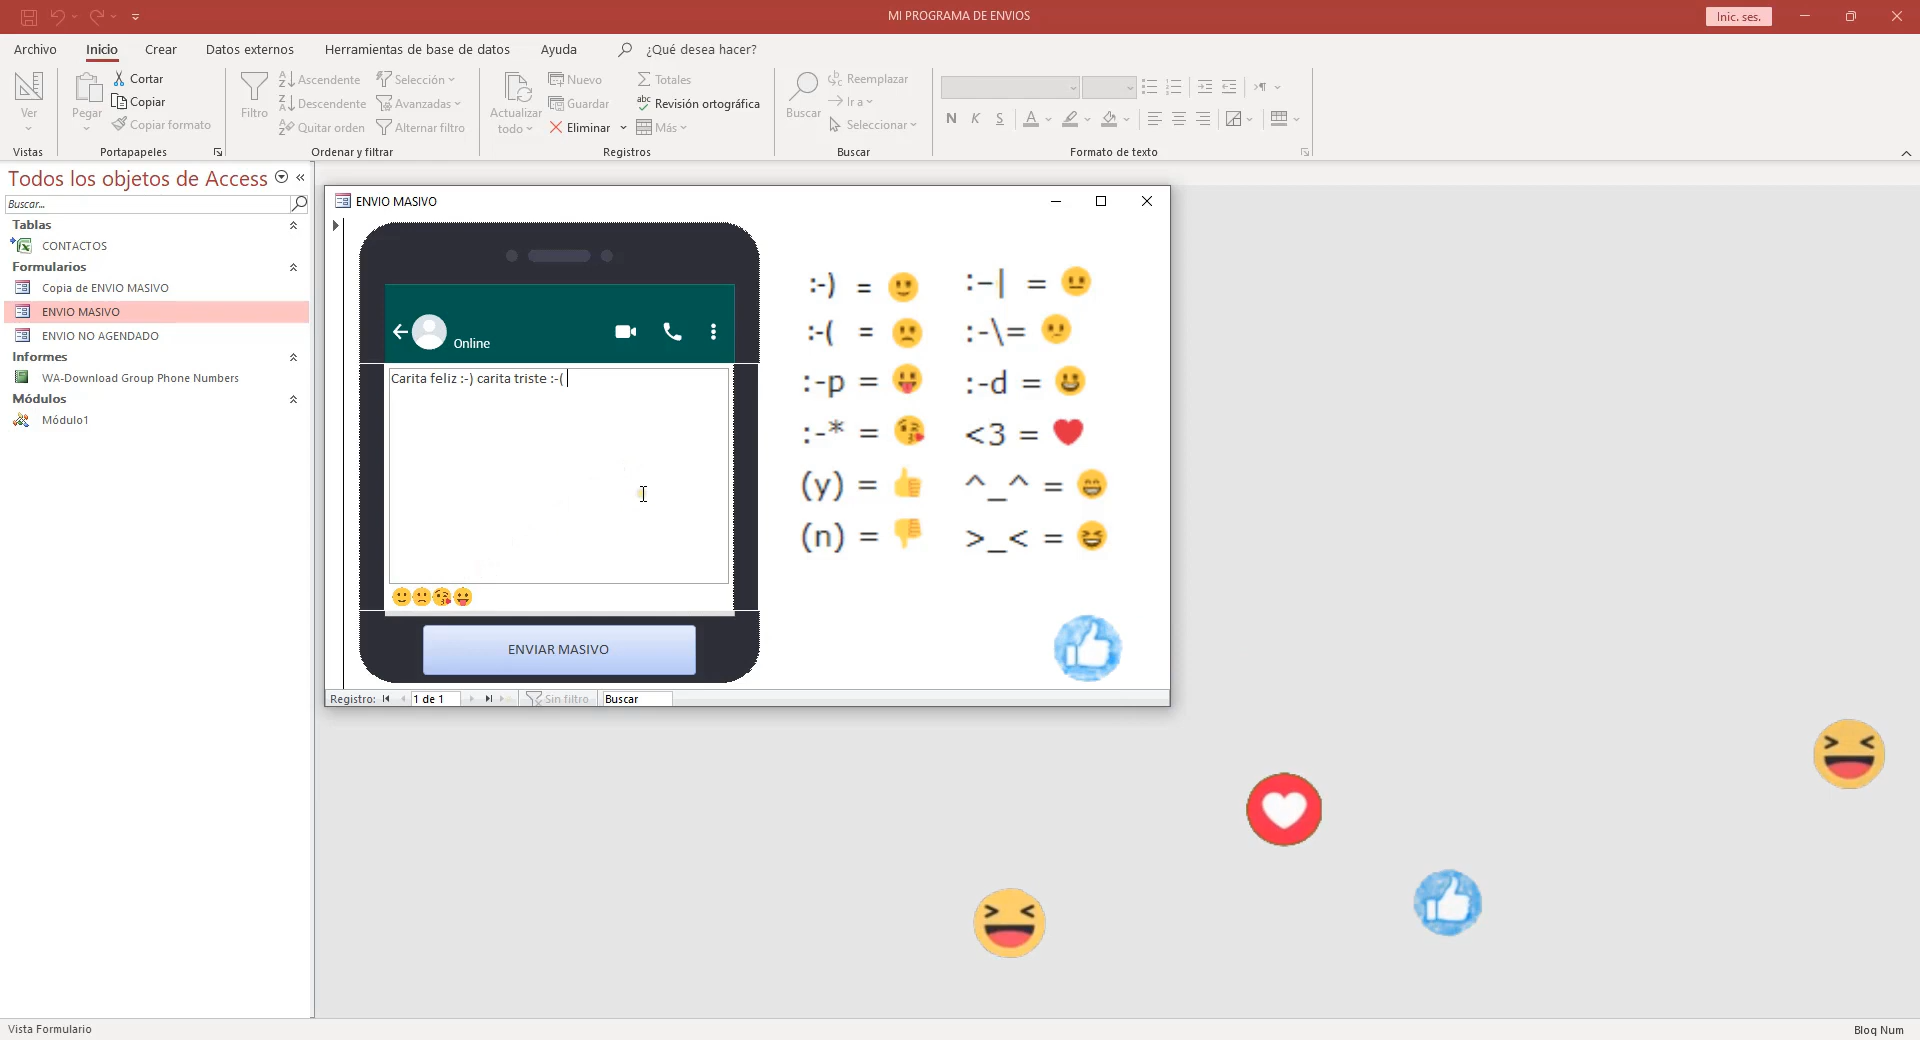 MI PROGRAMA DE ENVIOS
Inic. ses.
Archivo Inicio Crear Datos externos Herramientas de base de datos Ayuda ¿Qué desea hacer?
Ver
Vistas
Pegar
Cortar
Copiar
Copiar formato
Portapapeles
Filtro
Ascendente
Descendente
Quitar orden
Selección
Avanzadas
Alternar filtro
Ordenar y filtrar
Actualizar
todo
Nuevo
Guardar
Eliminar
Totales
Revisión ortográfica
Más
Registros
Buscar
Reemplazar
Ir a
Seleccionar
Buscar
N K S
Formato de texto
Todos los objetos de Access
Buscar...
Tablas
CONTACTOS
Formularios
Copia de ENVIO MASIVO
ENVIO MASIVO
ENVIO NO AGENDADO
Informes
WA-Download Group Phone Numbers
Módulos
Módulo1
ENVIO MASIVO
Online
Carita feliz :-) carita triste :-(
🙂🙁😘😛
ENVIAR MASIVO
:-) = 🙂 :-| = 😐
:-( = 🙁 :-\= 😕
:-p = 😛 :-d = 😀
:-* = 😘 <3 = ❤
(y) = 👍 ^_^ = 😄
(n) = 👎 >_< = 😆
Registro: 1 de 1 Sin filtro Buscar
Vista Formulario
Bloq Num